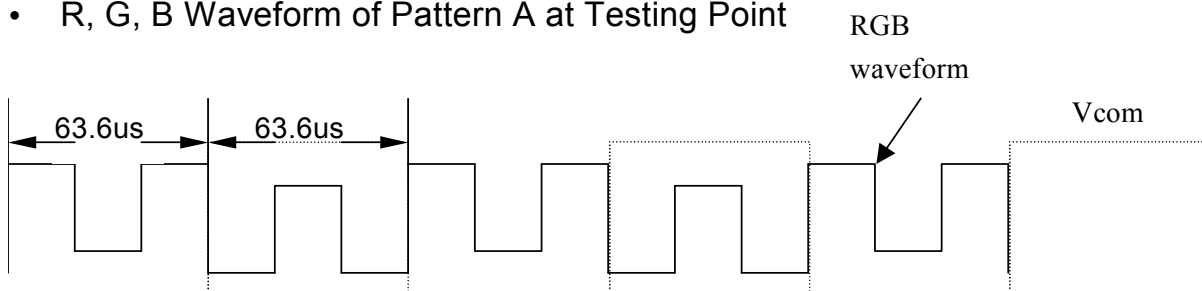 • R, G, B Waveform of Pattern A at Testing Point
RGB
waveform
Vcom
63.6us
63.6us